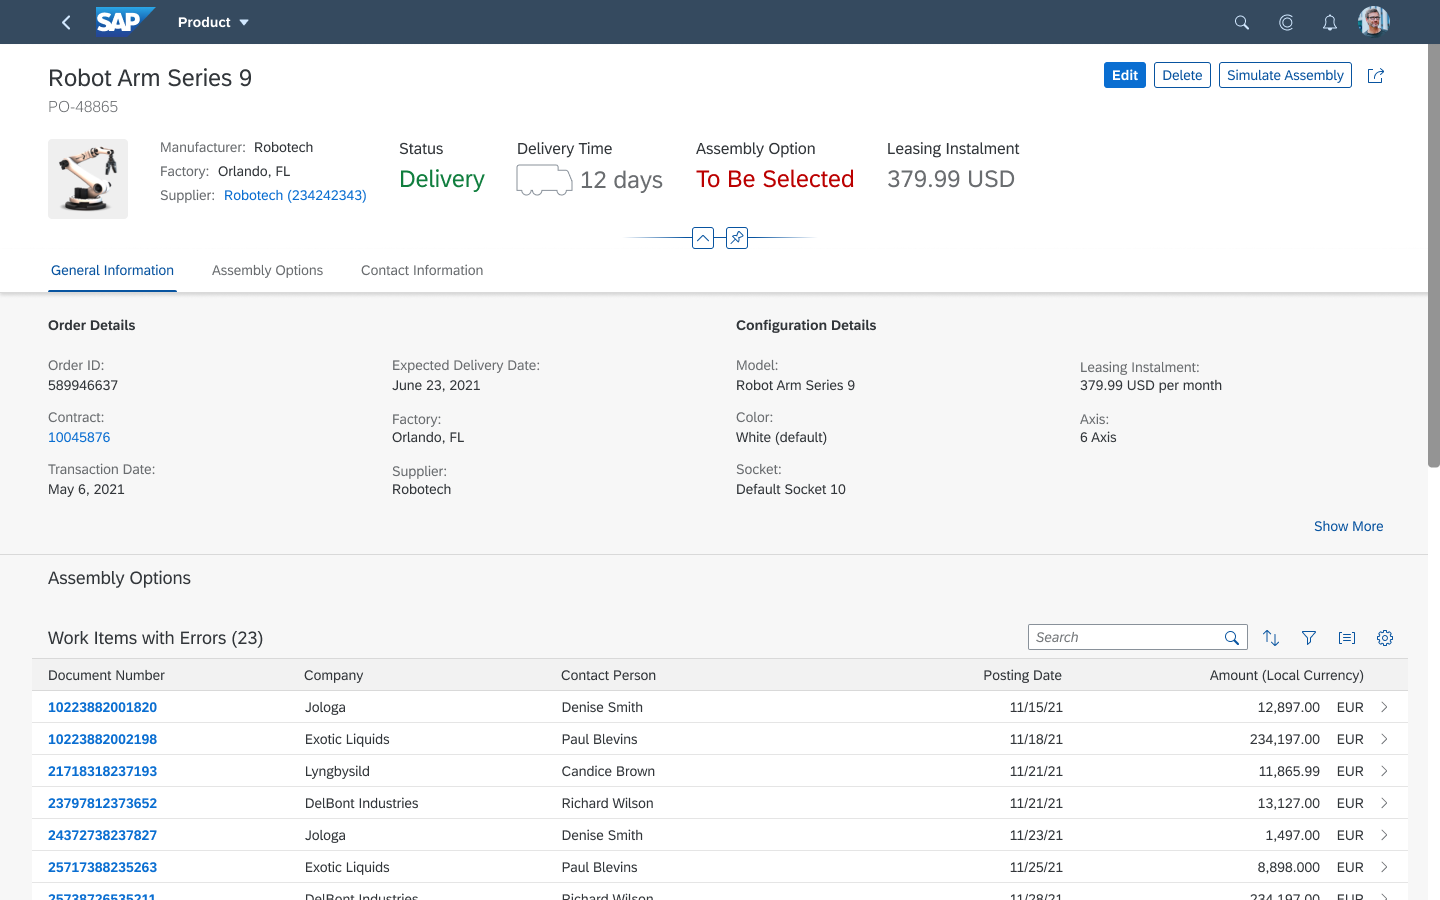 SAP Product
Robot Arm Series 9
Edit Delete Simulate Assembly
PO-48865
Manufacturer: Robotech
Factory: Orlando, FL
Supplier: Robotech (234242343)
Status
Delivery
Delivery Time
12 days
Assembly Option
To Be Selected
Leasing Instalment
379.99 USD
General Information Assembly Options Contact Information
Order Details
Order ID:
589946637
Contract:
10045876
Transaction Date:
May 6, 2021
Expected Delivery Date:
June 23, 2021
Factory:
Orlando, FL
Supplier:
Robotech
Configuration Details
Model:
Robot Arm Series 9
Color:
White (default)
Socket:
Default Socket 10
Leasing Instalment:
379.99 USD per month
Axis:
6 Axis
Show More
Assembly Options
Work Items with Errors (23)
Search
Document Number Company Contact Person Posting Date Amount (Local Currency)
10223882001820 Jologa Denise Smith 11/15/21 12,897.00 EUR
10223882002198 Exotic Liquids Paul Blevins 11/18/21 234,197.00 EUR
21718318237193 Lyngbysild Candice Brown 11/21/21 11,865.99 EUR
23797812373652 DelBont Industries Richard Wilson 11/21/21 13,127.00 EUR
24372738237827 Jologa Denise Smith 11/23/21 1,497.00 EUR
25717388235263 Exotic Liquids Paul Blevins 11/25/21 8,898.000 EUR
25738726535211 DelBont Industries Richard Wilson 11/28/21 234,197.00 EUR